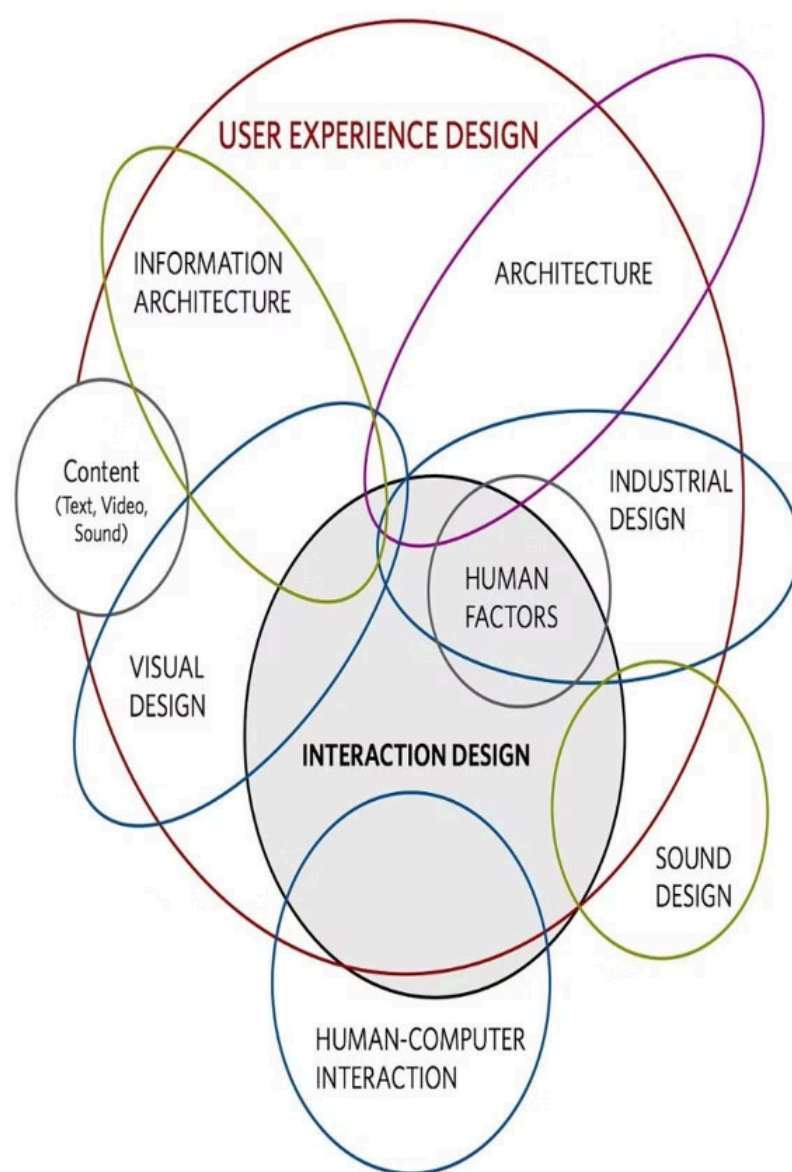 USER EXPERIENCE DESIGN
INFORMATION
ARCHITECTURE
ARCHITECTURE
Content
(Text, Video,
Sound)
INDUSTRIAL
DESIGN
HUMAN
FACTORS
VISUAL
DESIGN
INTERACTION DESIGN
SOUND
DESIGN
HUMAN-COMPUTER
INTERACTION